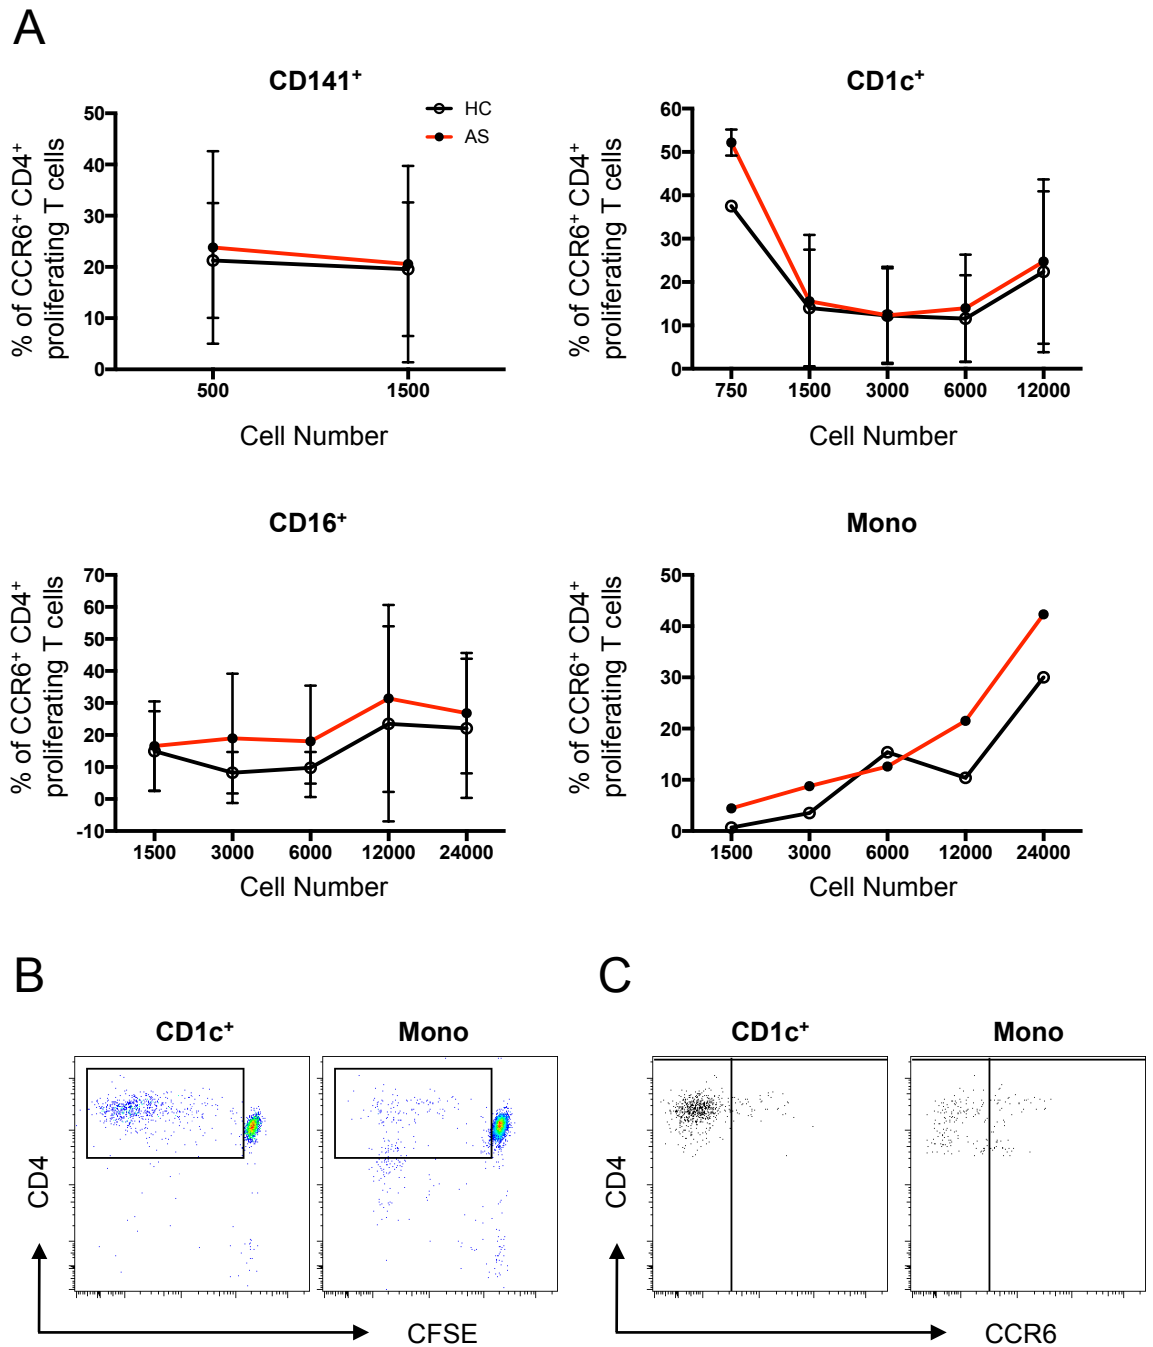 A
CD141+
CD1c+
HC
AS
% of CCR6+ CD4+
proliferating T cells
50
40
30
20
10
0
500
1500
Cell Number
% of CCR6+ CD4+
proliferating T cells
60
50
40
30
20
10
0
750
1500
3000
6000
12000
Cell Number
CD16+
Mono
% of CCR6+ CD4+
proliferating T cells
70
60
50
40
30
20
10
0
-10
1500
3000
6000
12000
24000
Cell Number
% of CCR6+ CD4+
proliferating T cells
50
40
30
20
10
0
1500
3000
6000
12000
24000
Cell Number
B
CD1c+
Mono
CD4
CFSE
C
CD1c+
Mono
CD4
CCR6